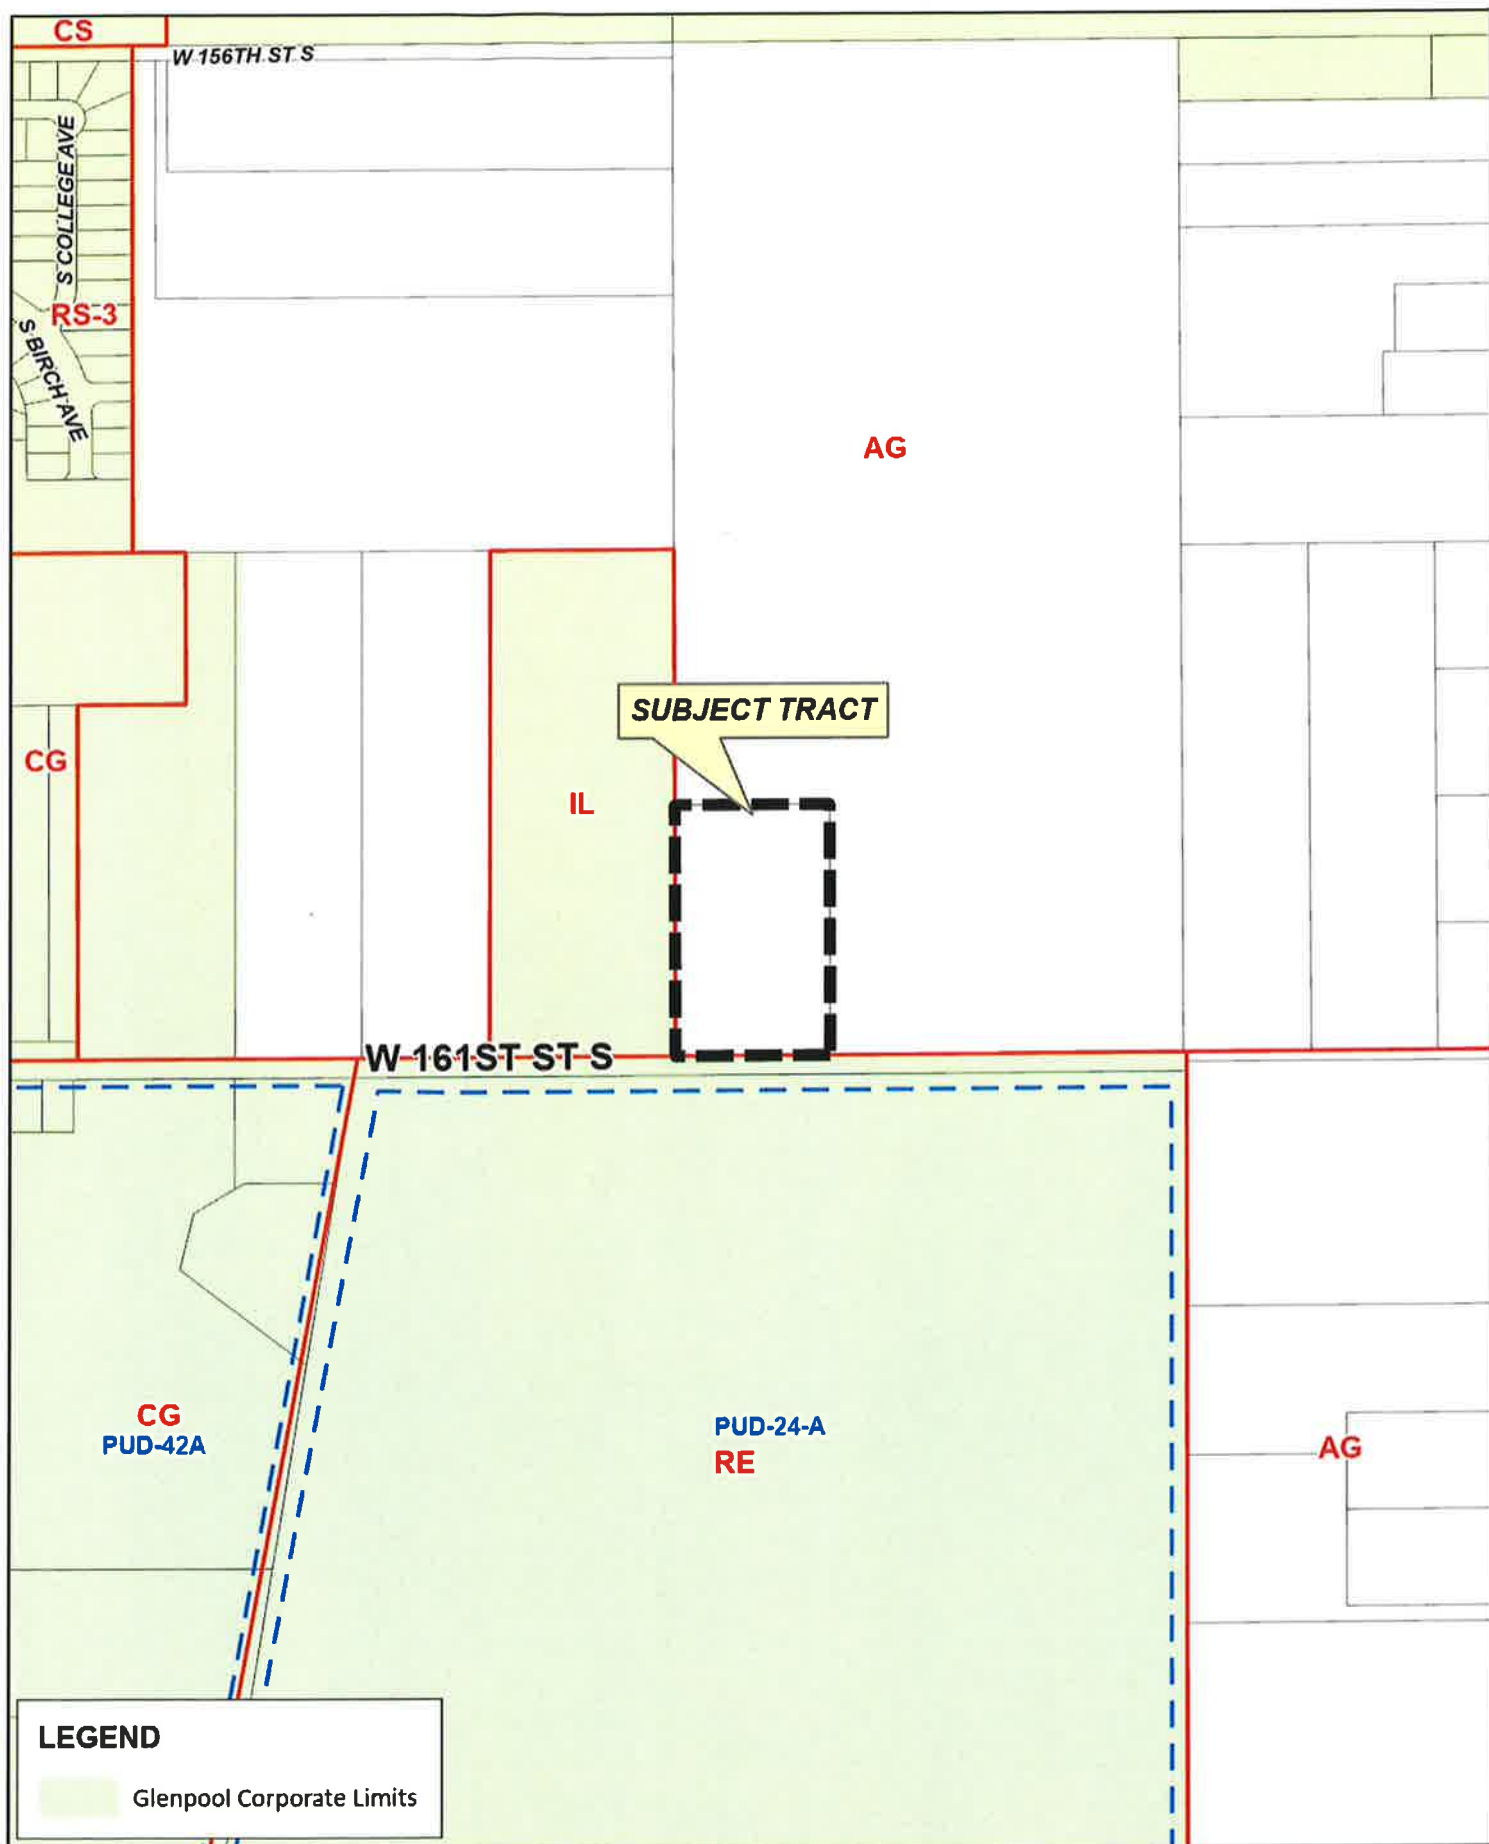 CS
W 156TH ST S
S COLLEGE AVE
RS-3
S BIRCH AVE
AG
SUBJECT TRACT
CG
IL
W 161ST ST S
CG
PUD-42A
PUD-24-A
RE
AG
LEGEND
Glenpool Corporate Limits